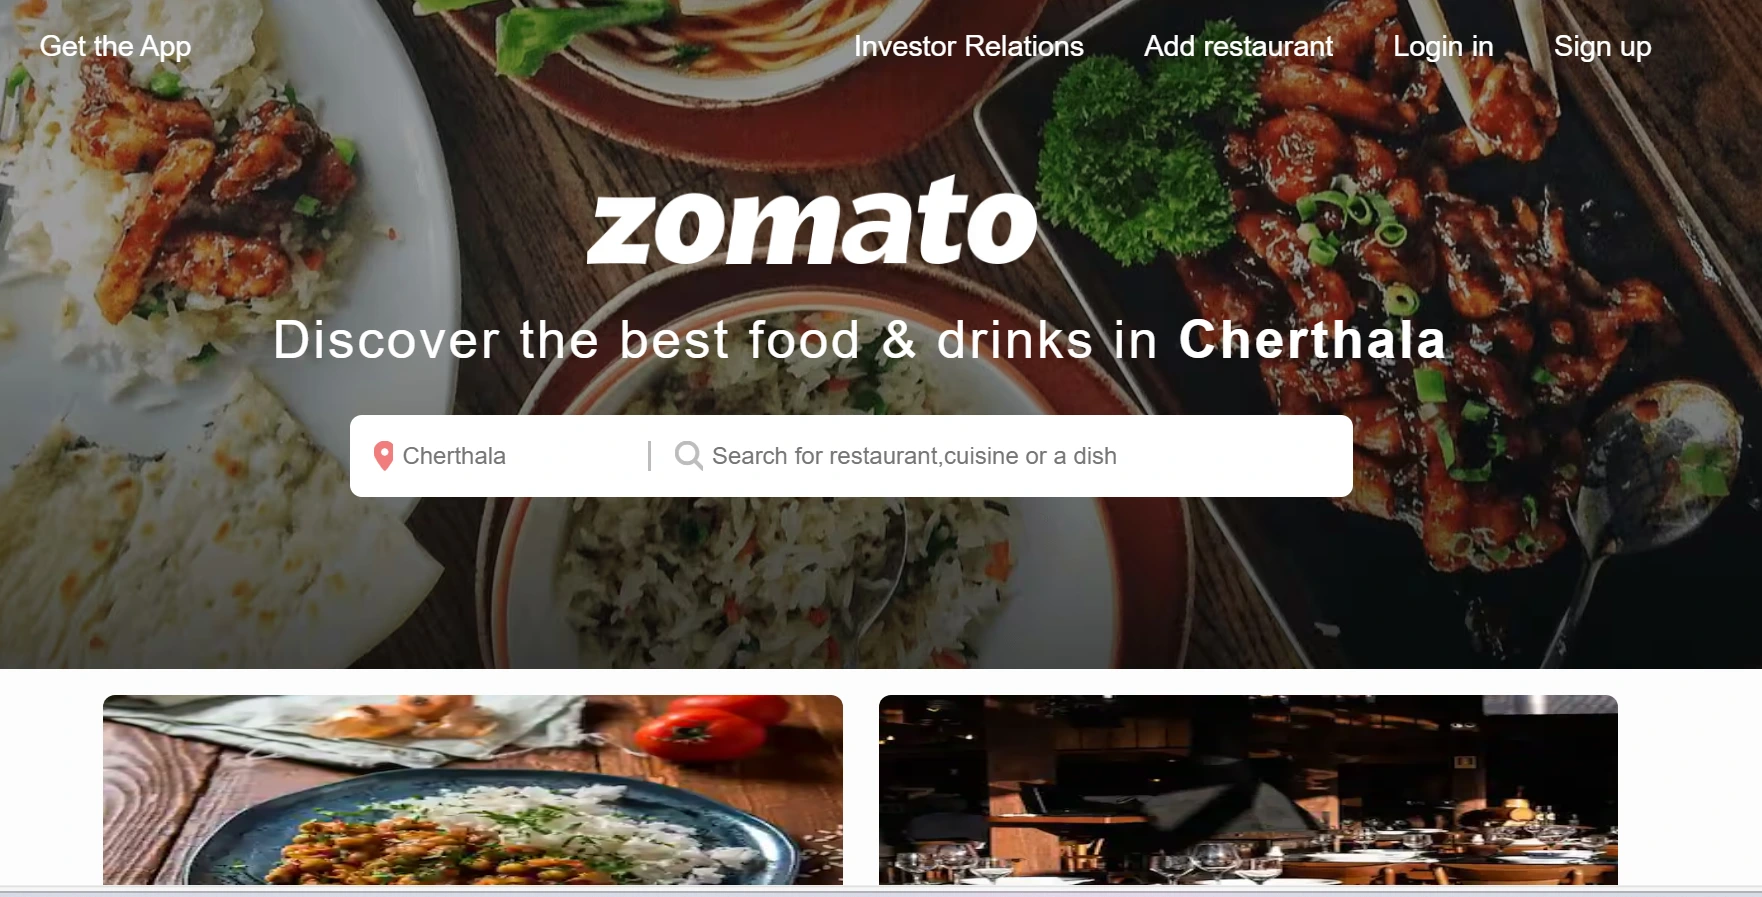 Get the App Investor Relations Add restaurant Login in Sign up
zomato
Discover the best food & drinks in Cherthala
Cherthala | Search for restaurant,cuisine or a dish